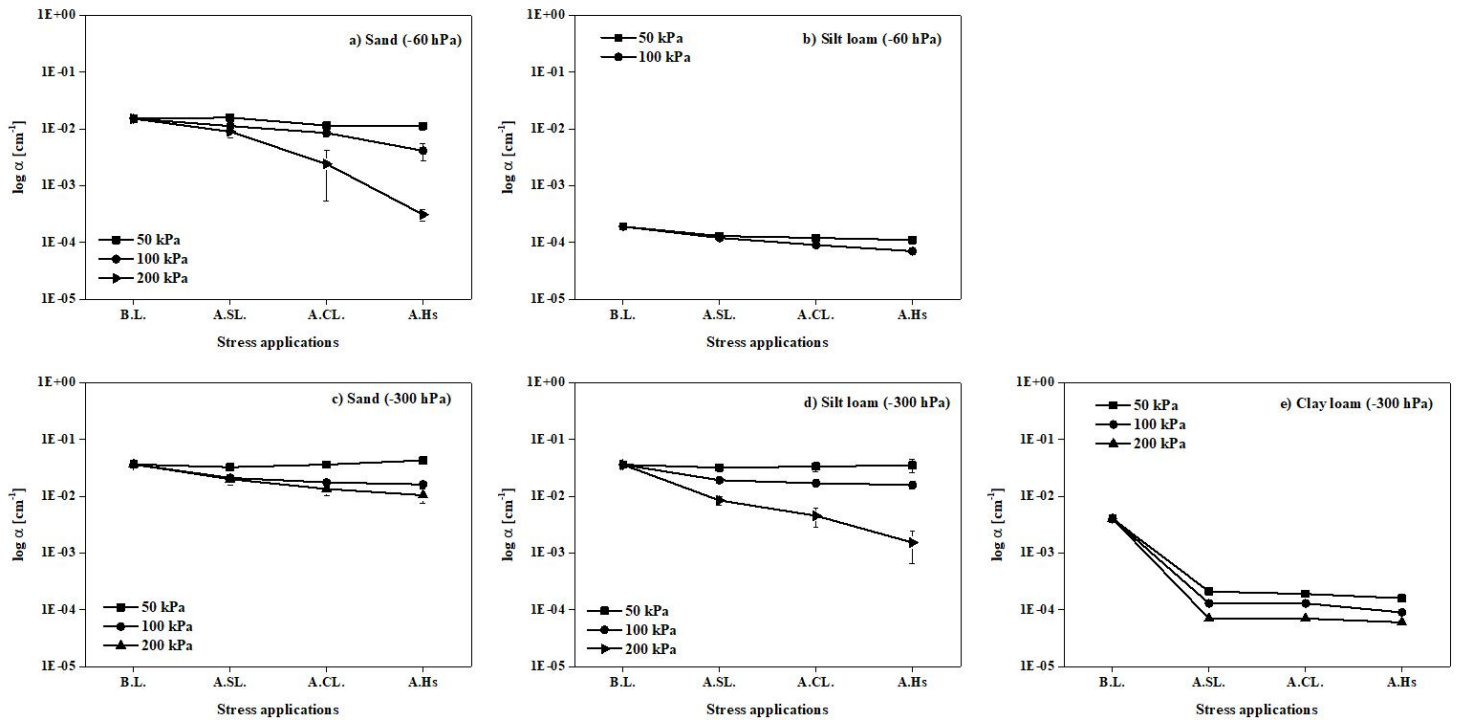 a) Sand (-60 hPa)
1E+00
1E-01
1E-02
1E-03
1E-04
1E-05
log α [cm⁻¹]
50 kPa
100 kPa
200 kPa
B.L. A.SL. A.CL. A.Hs
Stress applications
b) Silt loam (-60 hPa)
50 kPa
100 kPa
1E+00
1E-01
1E-02
1E-03
1E-04
1E-05
log α [cm⁻¹]
B.L. A.SL. A.CL. A.Hs
Stress applications
c) Sand (-300 hPa)
1E+00
1E-01
1E-02
1E-03
1E-04
1E-05
log α [cm⁻¹]
50 kPa
100 kPa
200 kPa
B.L. A.SL. A.CL. A.Hs
Stress applications
d) Silt loam (-300 hPa)
1E+00
1E-01
1E-02
1E-03
1E-04
1E-05
log α [cm⁻¹]
50 kPa
100 kPa
200 kPa
B.L. A.SL. A.CL. A.Hs
Stress applications
e) Clay loam (-300 hPa)
50 kPa
100 kPa
200 kPa
1E+00
1E-01
1E-02
1E-03
1E-04
1E-05
log α [cm⁻¹]
B.L. A.SL. A.CL. A.Hs
Stress applications